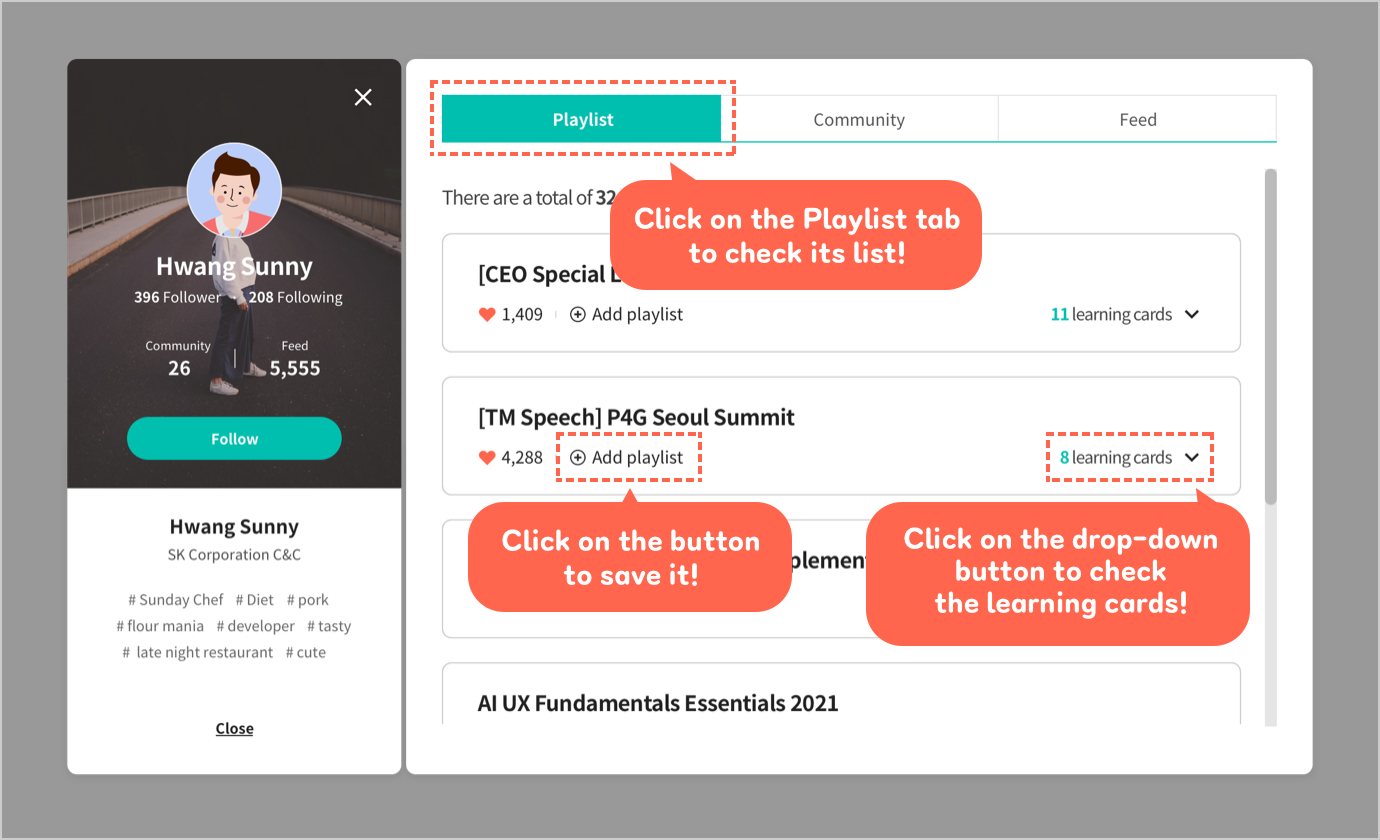 Hwang Sunny
396 Follower
208 Following
Community
26
Feed
5,555
Follow
Hwang Sunny
SK Corporation C&C
# Sunday Chef # Diet # pork
# flour mania # developer # tasty
# late night restaurant # cute
Close
Playlist
Community
Feed
There are a total of 32
Click on the Playlist tab
to check its list!
[CEO Special
1,409
Add playlist
11 learning cards
[TM Speech] P4G Seoul Summit
4,288
Add playlist
8 learning cards
Click on the button
to save it!
Click on the drop-down
button to check
the learning cards!
AI UX Fundamentals Essentials 2021